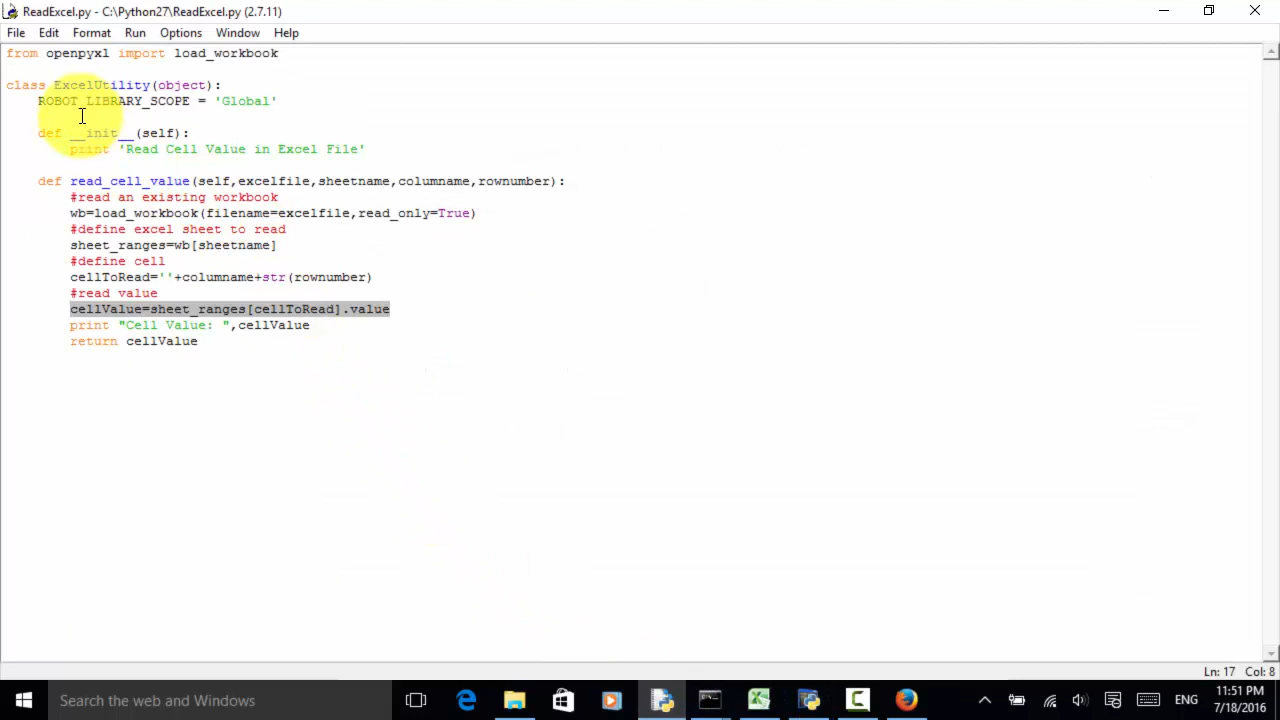 ReadExcel.py - C:\Python27\ReadExcel.py (2.7.11)
File Edit Format Run Options Window Help
from openpyxl import load_workbook
class ExcelUtility(object):
    ROBOT_LIBRARY_SCOPE = 'Global'
    def __init__(self):
        print 'Read Cell Value in Excel File'
    def read_cell_value(self,excelfile,sheetname,columname,rownumber):
        #read an existing workbook
        wb=load_workbook(filename=excelfile,read_only=True)
        #define excel sheet to read
        sheet_ranges=wb[sheetname]
        #define cell
        cellToRead=''+columname+str(rownumber)
        #read value
        cellValue=sheet_ranges[cellToRead].value
        print "Cell Value: ",cellValue
        return cellValue
Ln: 17 Col: 8
Search the web and Windows
ENG
11:51 PM
7/18/2016